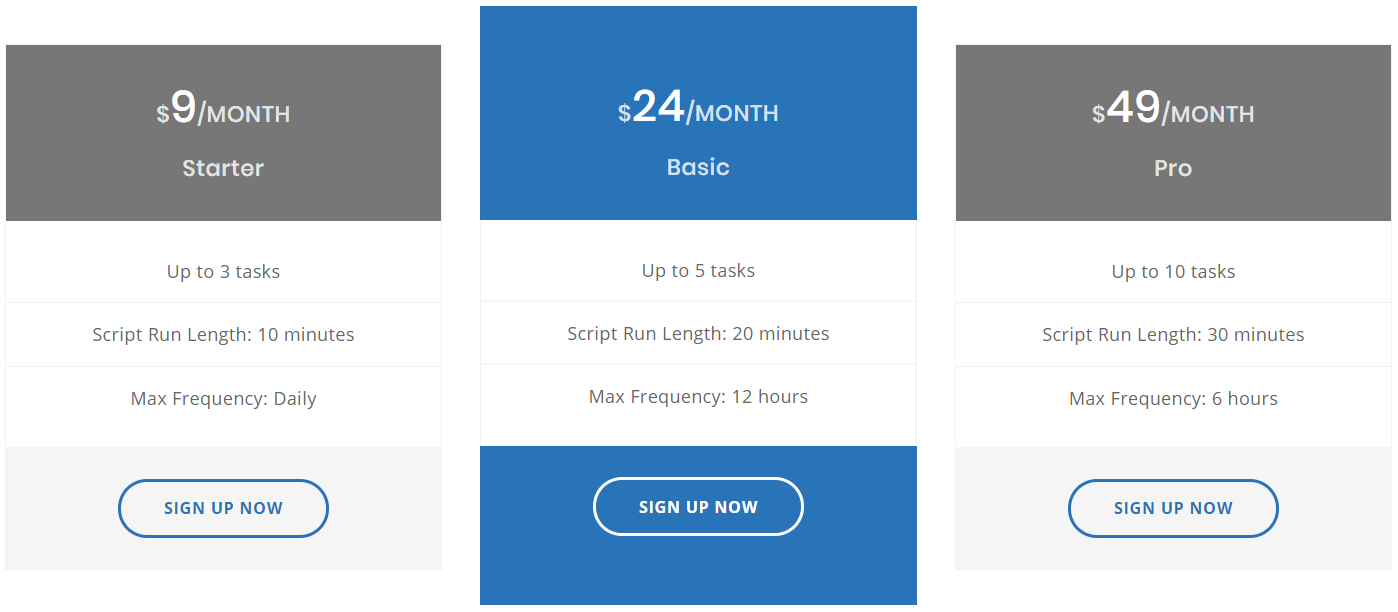 $9/MONTH
Starter
Up to 3 tasks
Script Run Length: 10 minutes
Max Frequency: Daily
SIGN UP NOW
$24/MONTH
Basic
Up to 5 tasks
Script Run Length: 20 minutes
Max Frequency: 12 hours
SIGN UP NOW
$49/MONTH
Pro
Up to 10 tasks
Script Run Length: 30 minutes
Max Frequency: 6 hours
SIGN UP NOW